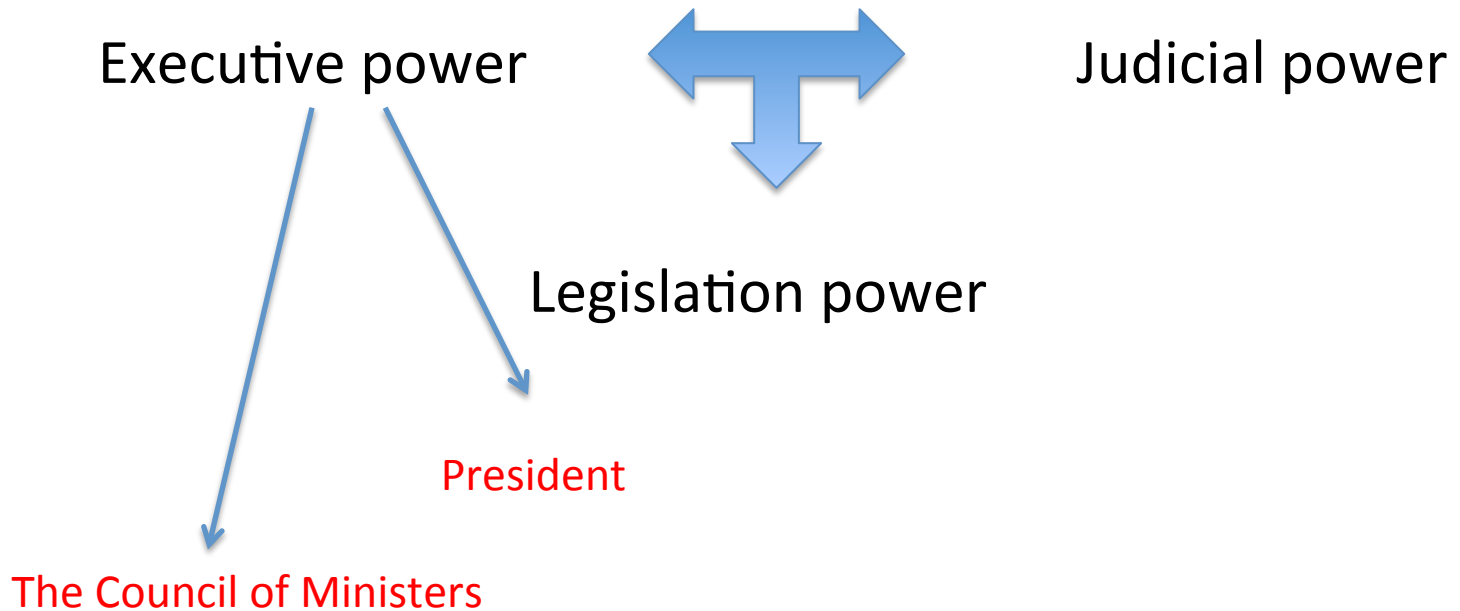 Executive power
Judicial power
Legislation power
President
The Council of Ministers